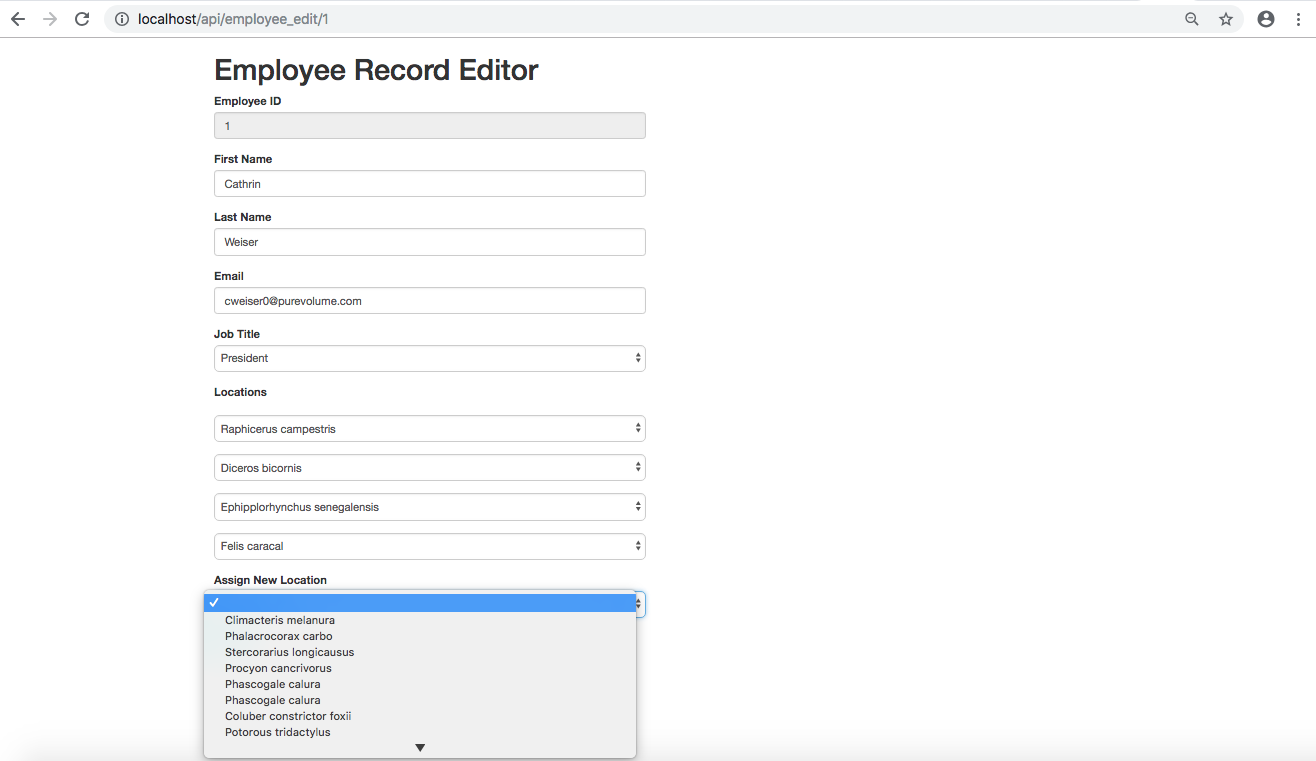 localhost/api/employee_edit/1
Employee Record Editor
Employee ID
1
First Name
Cathrin
Last Name
Weiser
Email
cweiser0@purevolume.com
Job Title
President
Locations
Raphicerus campestris
Diceros bicornis
Ephipplorhynchus senegalensis
Felis caracal
Assign New Location
Climacteris melanura
Phalacrocorax carbo
Stercorarius longicausus
Procyon cancrivorus
Phascogale calura
Phascogale calura
Coluber constrictor foxii
Potorous tridactylus